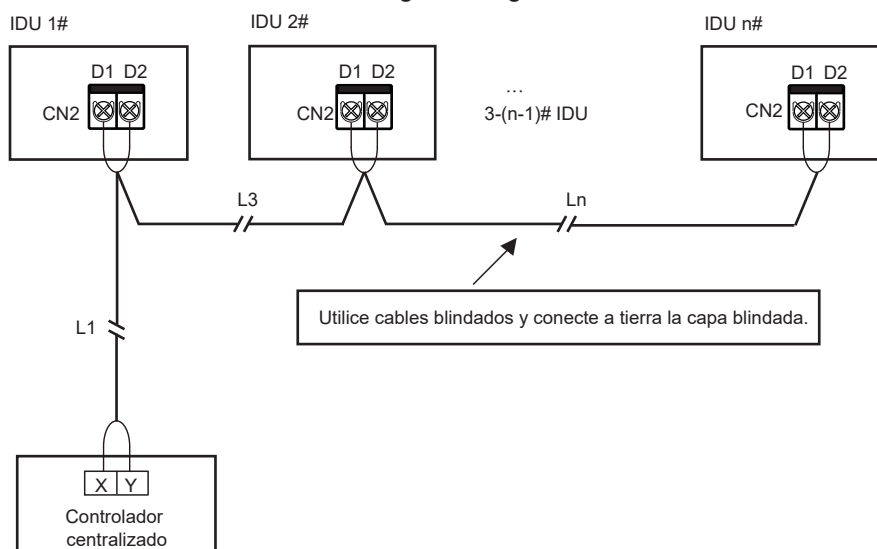 IDU 1#
IDU 2#
IDU n#
D1 D2
D1 D2
D1 D2
CN2
CN2
CN2
...
3-(n-1)# IDU
L3
Ln
L1
Utilice cables blindados y conecte a tierra la capa blindada.
X Y
Controlador
centralizado